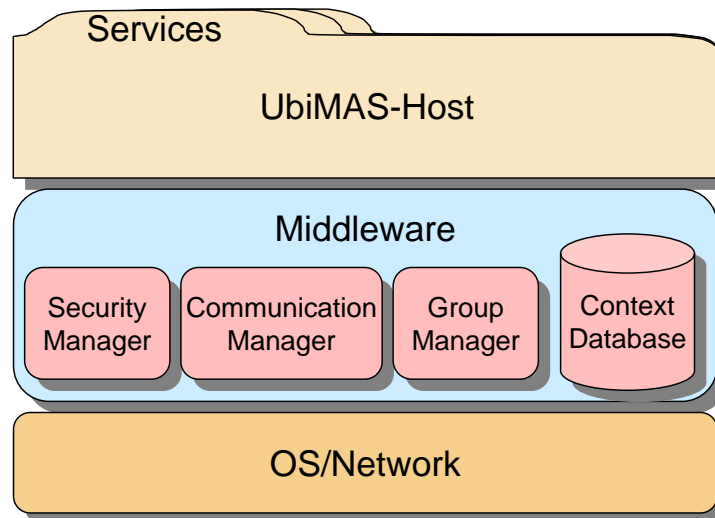 Services
UbiMAS-Host
Middleware
Security
Manager
Communication
Manager
Group
Manager
Context
Database
OS/Network